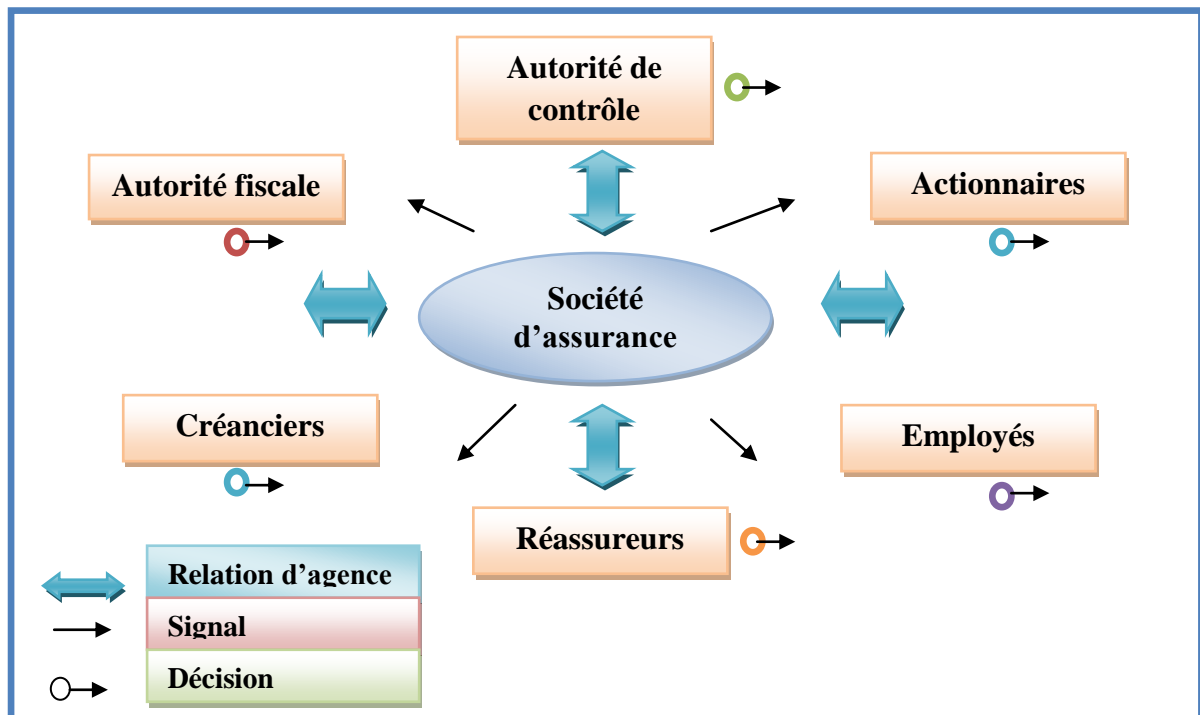 Autorité de
contrôle
Autorité fiscale
Actionnaires
Société
d’assurance
Créanciers
Employés
Réassureurs
Relation d’agence
Signal
Décision